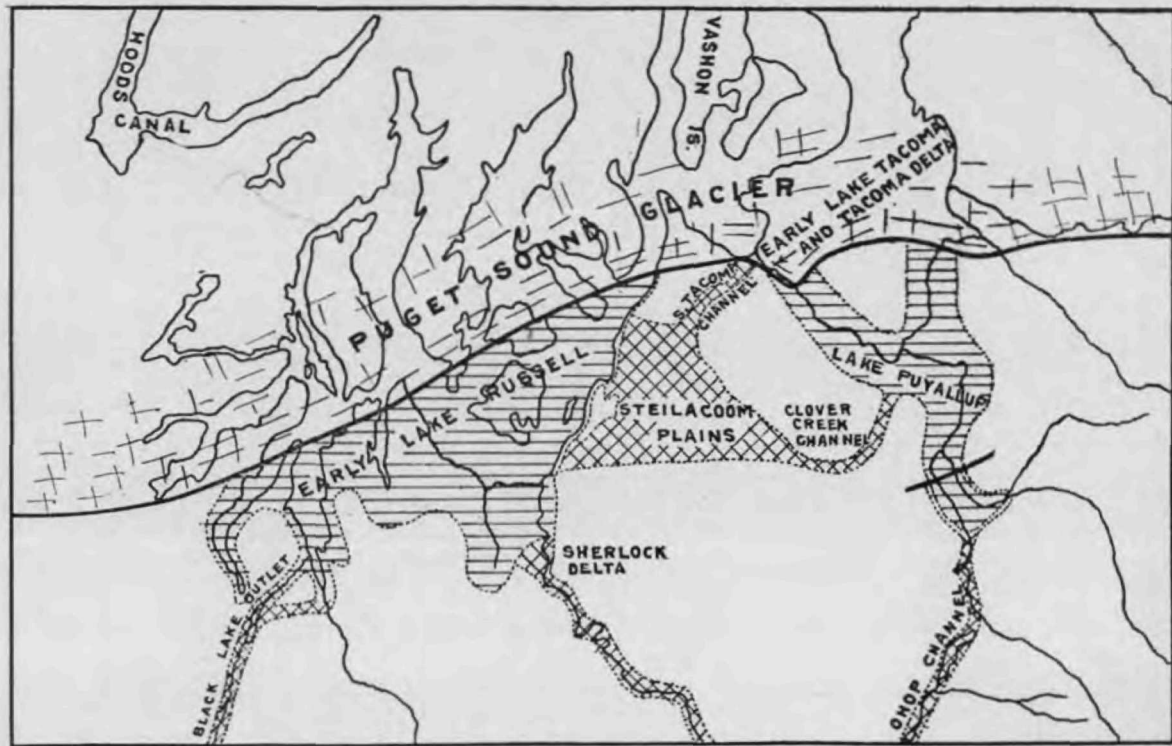 HOODS
CANAL
VASHON
IS.
PUGET SOUND GLACIER
EARLY LAKE TACOMA
AND TACOMA DELTA
S. TACOMA
CHANNEL
EARLY LAKE RUSSELL
LAKE PUYALLUP
STEILACOOM
PLAINS
CLOVER
CREEK
CHANNEL
SHERLOCK
DELTA
BLACK LAKE OUTLET
OHOP CHANNEL